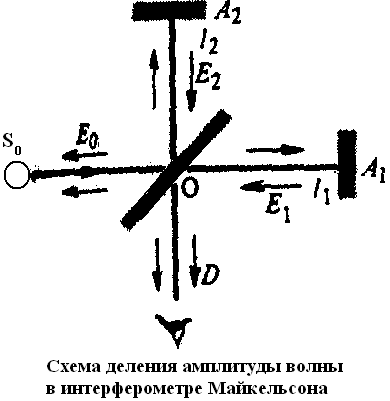 A₂
l₂
E₂
S₀
E₀
O
A₁
E₁
l₁
D
Схема деления амплитуды волны
в интерферометре Майкельсона